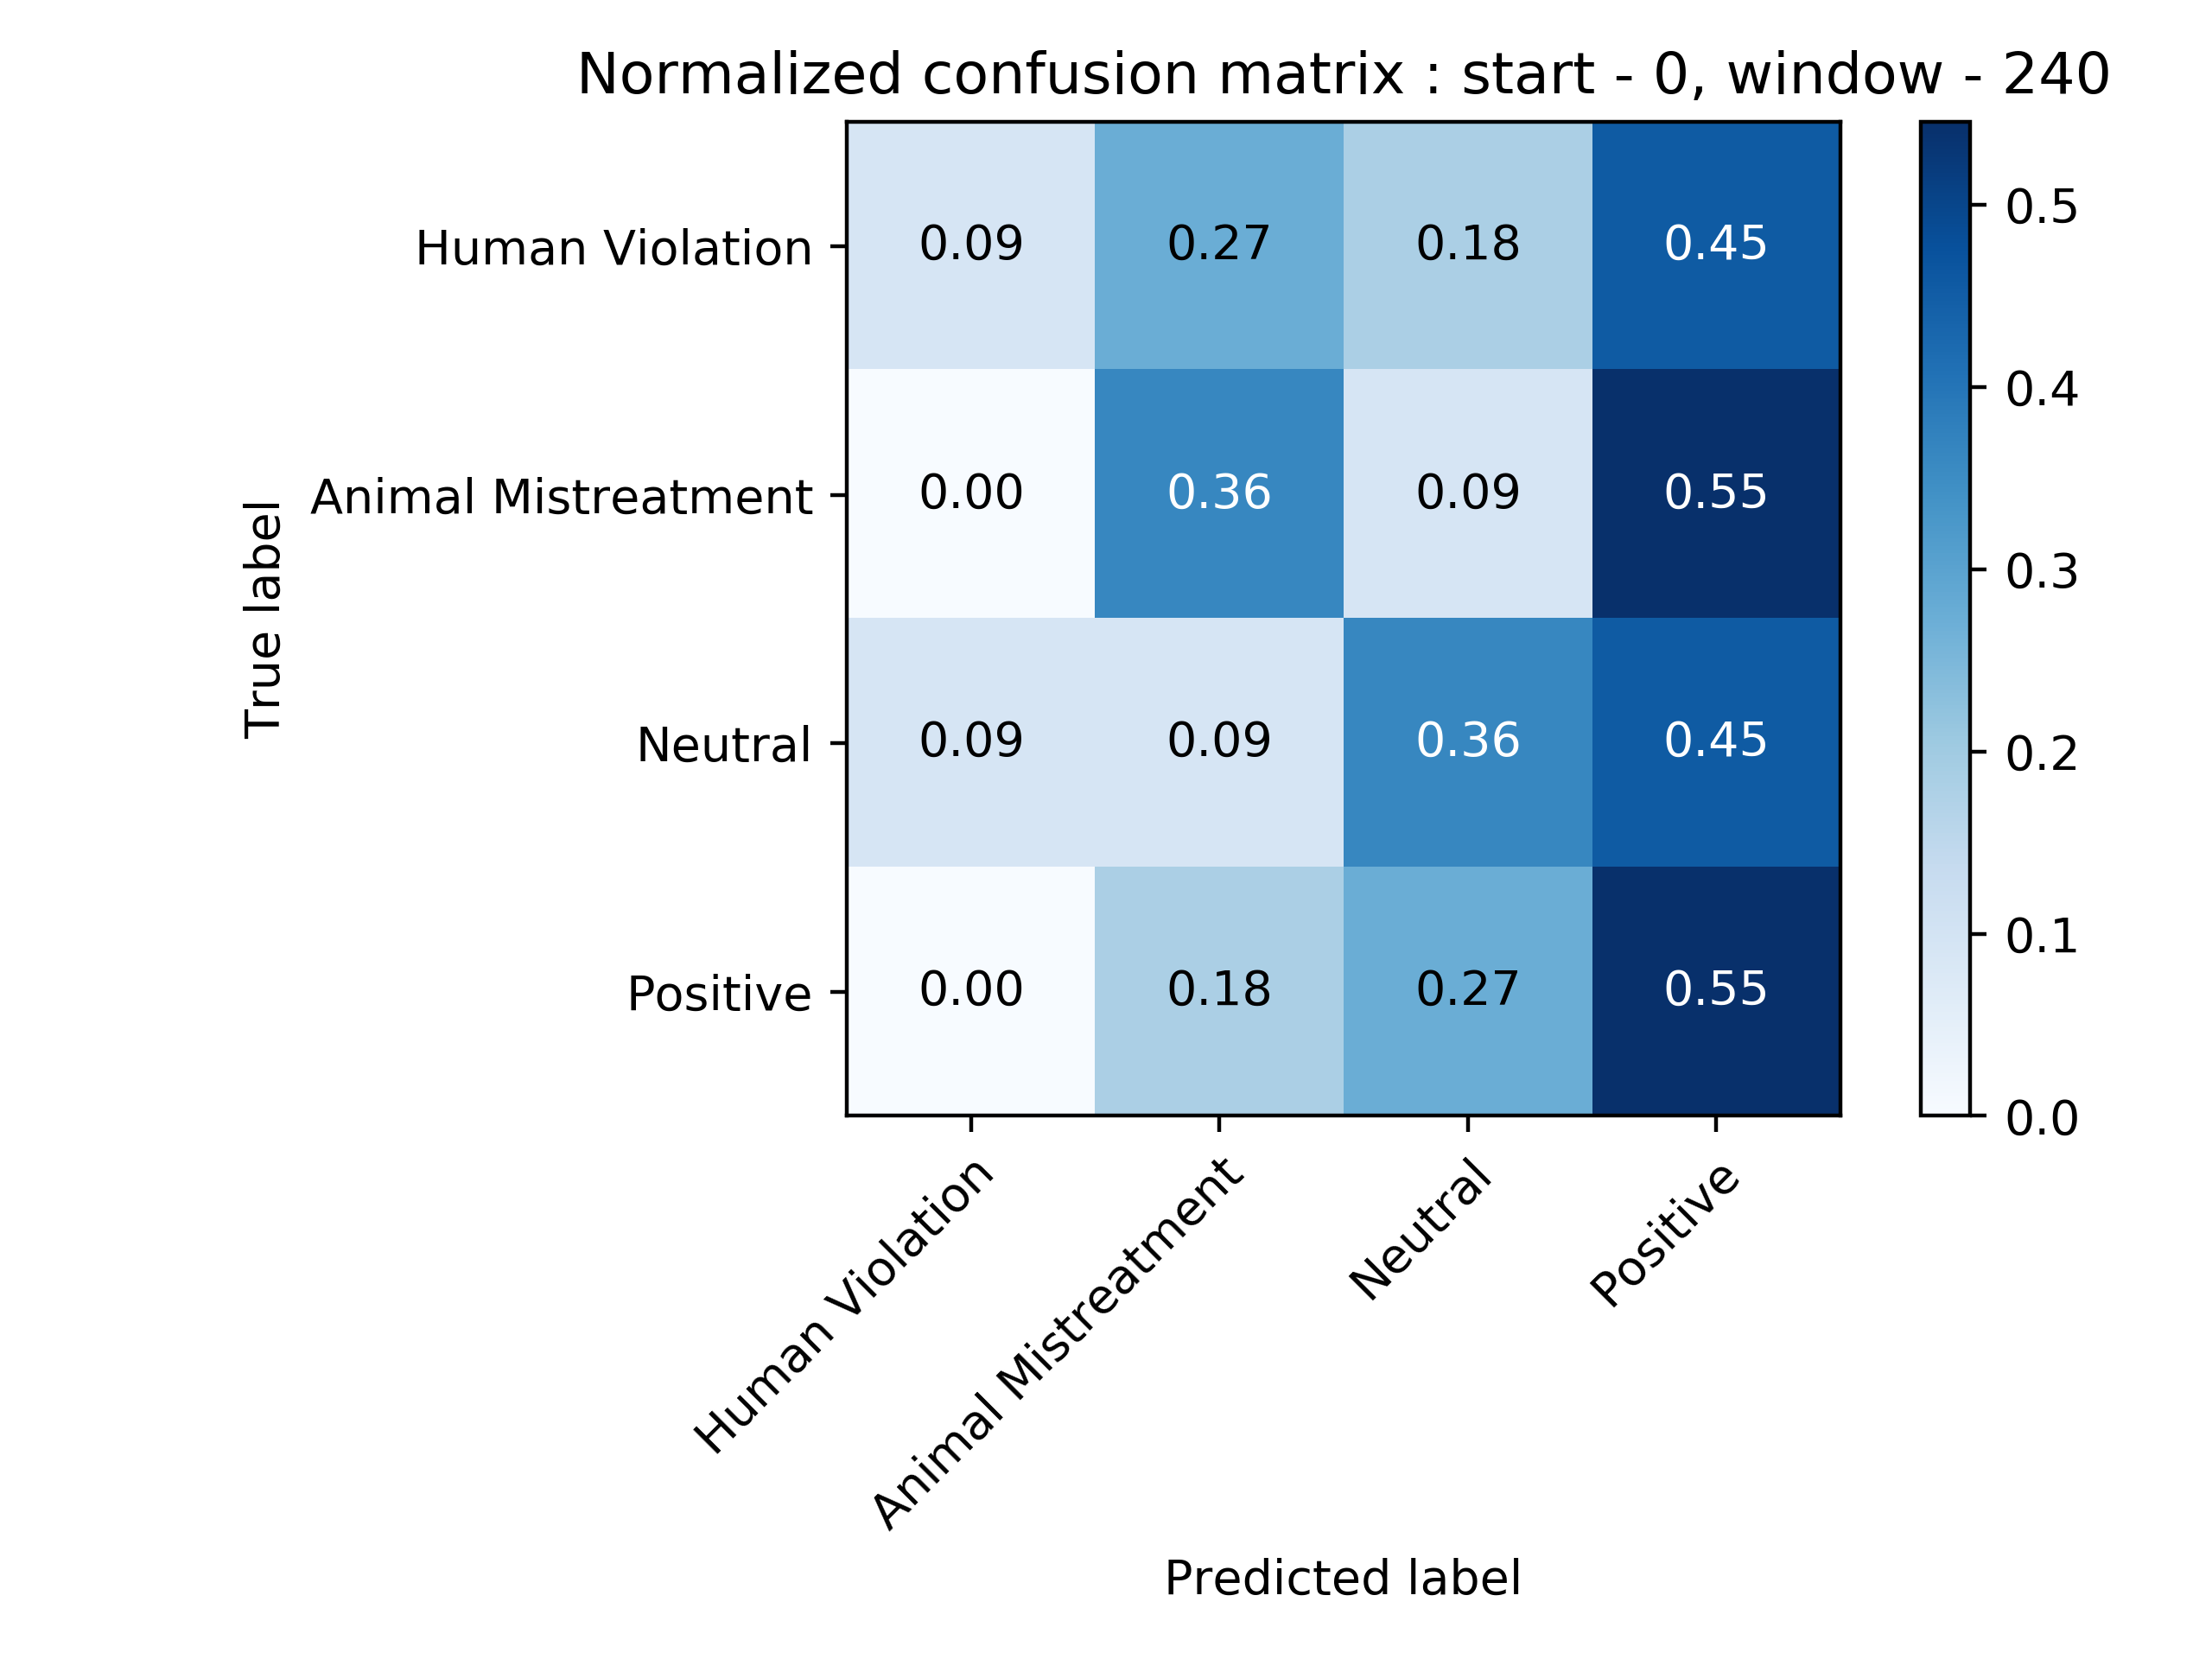 Normalized confusion matrix : start - 0, window - 240
Human Violation 0.09 0.27 0.18 0.45
Animal Mistreatment 0.00 0.36 0.09 0.55
Neutral 0.09 0.09 0.36 0.45
Positive 0.00 0.18 0.27 0.55
True label
Human Violation
Animal Mistreatment
Neutral
Positive
Predicted label
0.5
0.4
0.3
0.2
0.1
0.0